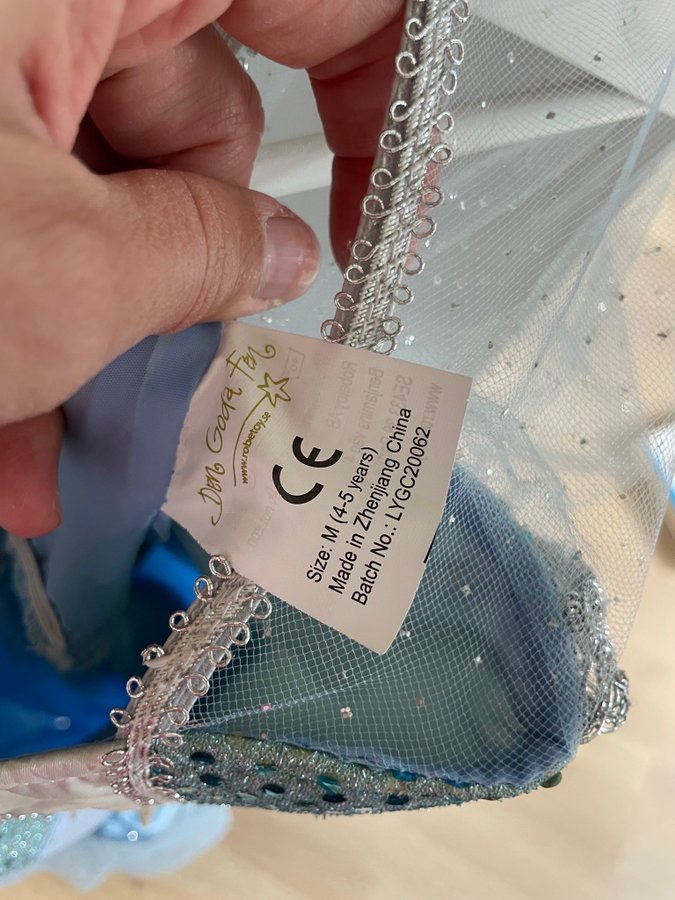 Den Goda Fen
www.robetoy.se
CE
Size: M (4-5 years)
Made in Zhenjiang China
Batch No.: LYGC20062